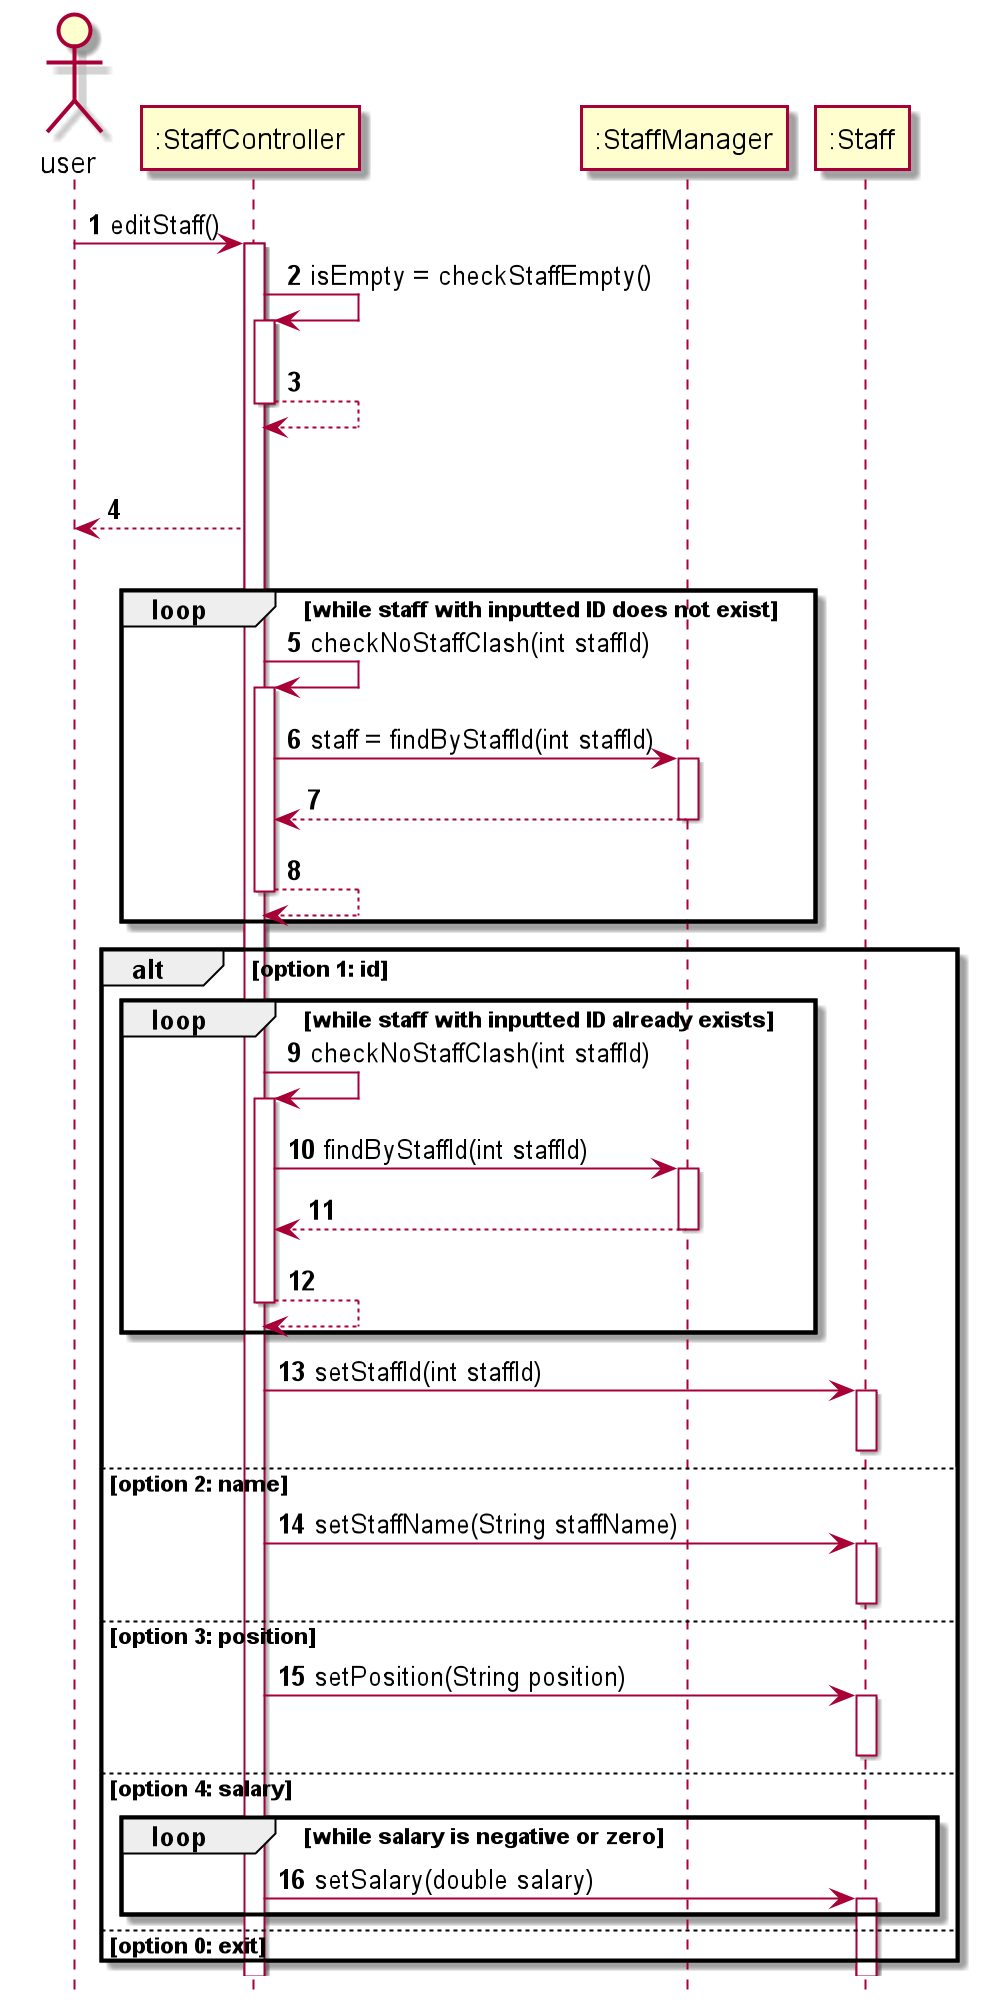 user
:StaffController
:StaffManager
:Staff
1 editStaff()
2 isEmpty = checkStaffEmpty()
3
4
loop [while staff with inputted ID does not exist]
5 checkNoStaffClash(int staffId)
6 staff = findByStaffId(int staffId)
7
8
alt [option 1: id]
loop [while staff with inputted ID already exists]
9 checkNoStaffClash(int staffId)
10 findByStaffId(int staffId)
11
12
13 setStaffId(int staffId)
[option 2: name]
14 setStaffName(String staffName)
[option 3: position]
15 setPosition(String position)
[option 4: salary]
loop [while salary is negative or zero]
16 setSalary(double salary)
[option 0: exit]